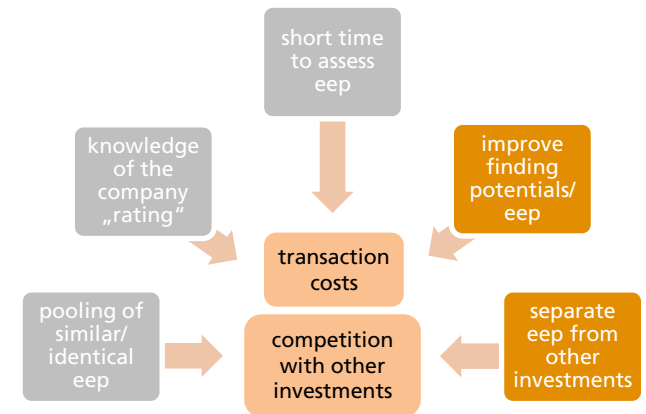 short time
to assess
eep
knowledge
of the
company
„rating“
improve
finding
potentials/
eep
transaction
costs
pooling of
similar/
identical
eep
competition
with other
investments
separate
eep from
other
investments